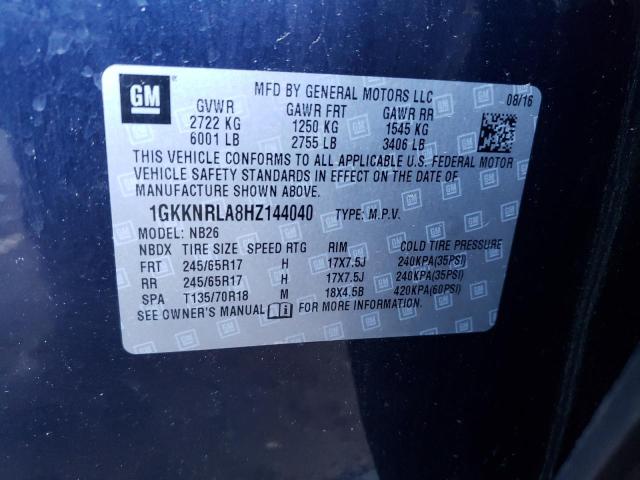 GM
MFD BY GENERAL MOTORS LLC 08/16
GVWR GAWR FRT GAWR RR
2722 KG 1250 KG 1545 KG
6001 LB 2755 LB 3406 LB
THIS VEHICLE CONFORMS TO ALL APPLICABLE U.S. FEDERAL MOTOR
VEHICLE SAFETY STANDARDS IN EFFECT ON THE DATE OF
MANUFACTURE SHOWN ABOVE.
1GKKNRLA8HZ144040 TYPE: M.P.V.
MODEL: NB26
NBDX TIRE SIZE SPEED RTG RIM COLD TIRE PRESSURE
FRT 245/65R17 H 17X7.5J 240KPA(35PSI)
RR 245/65R17 H 17X7.5J 240KPA(35PSI)
SPA T135/70R18 M 18X4.5B 420KPA(60PSI)
SEE OWNER'S MANUAL FOR MORE INFORMATION.